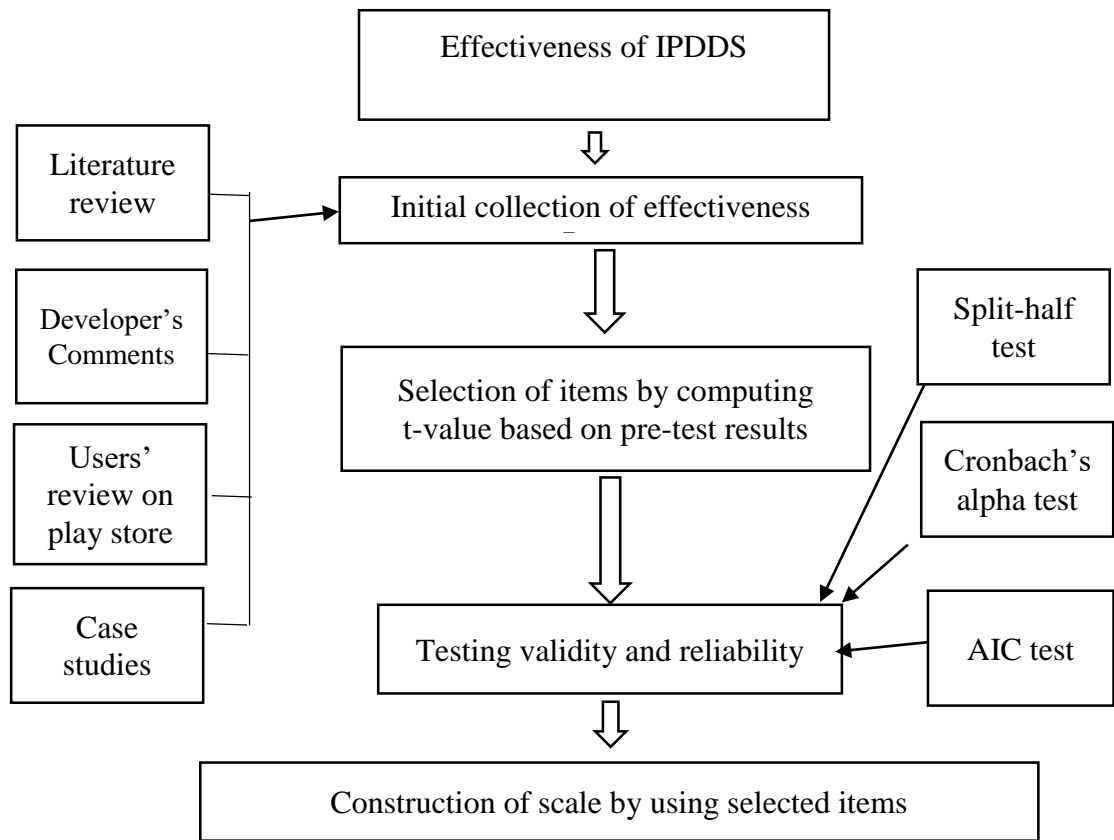 Effectiveness of IPDDS
Literature
review
Initial collection of effectiveness
Developer’s
Comments
Split-half
test
Selection of items by computing
t-value based on pre-test results
Users’
review on
play store
Cronbach’s
alpha test
Case
studies
Testing validity and reliability
AIC test
Construction of scale by using selected items